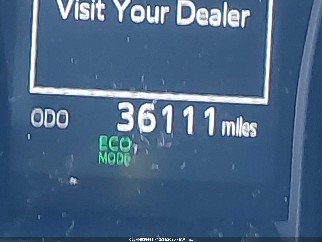 Visit Your Dealer
ODO 36111 miles
ECO
MODE